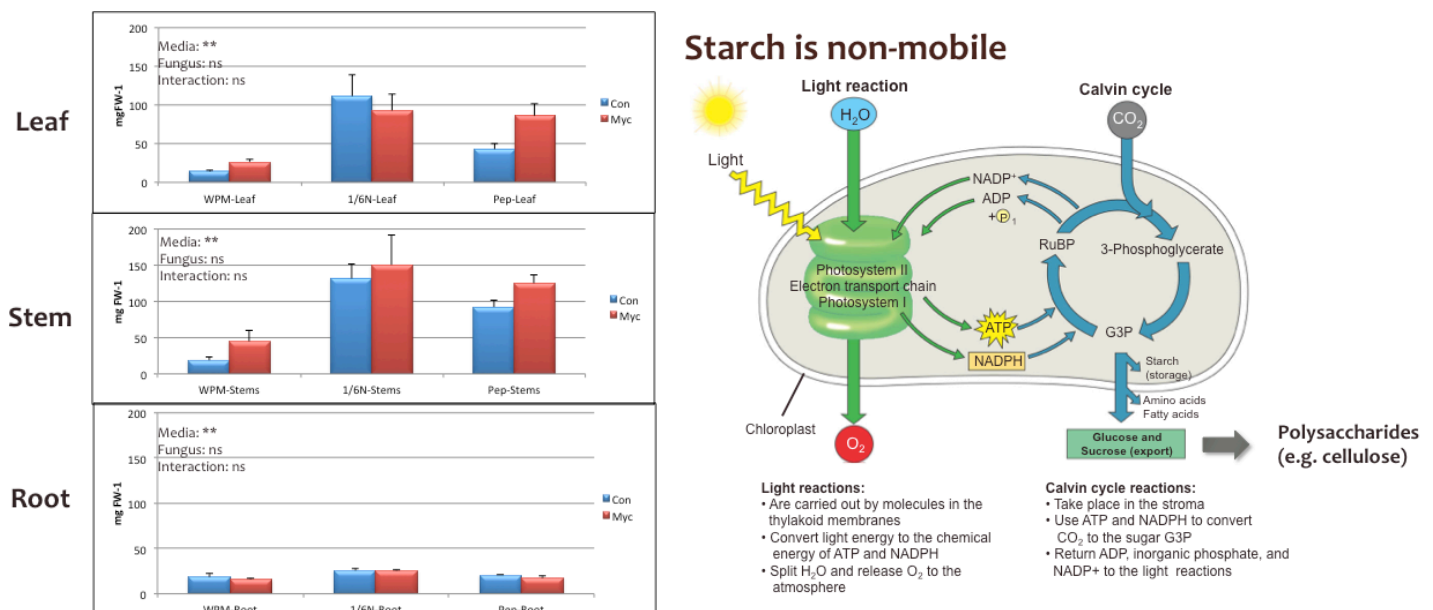 Leaf
200
150
100
50
0
mgFW-1
Media: **
Fungus: ns
Interaction: ns
Con
Myc
WPM-Leaf
1/6N-Leaf
Pep-Leaf
Stem
200
150
100
50
0
mg FW-1
Media: **
Fungus: ns
Interaction: ns
Con
Myc
WPM-Stems
1/6N-Stems
Pep-Stems
Root
200
150
100
50
0
mg FW-1
Media: **
Fungus: ns
Interaction: ns
Con
Myc
WPM-Root
1/6N-Root
Pep-Root
Starch is non-mobile
Light reaction
Calvin cycle
H2O
CO2
Light
NADP+
ADP
+ P 1
RuBP
3-Phosphoglycerate
Photosystem II
Electron transport chain
Photosystem I
ATP
NADPH
G3P
Starch
(storage)
Amino acids
Fatty acids
Chloroplast
O2
Glucose and
Sucrose (export)
Polysaccharides
(e.g. cellulose)
Light reactions:
• Are carried out by molecules in the
thylakoid membranes
• Convert light energy to the chemical
energy of ATP and NADPH
• Split H2O and release O2 to the
atmosphere
Calvin cycle reactions:
• Take place in the stroma
• Use ATP and NADPH to convert
CO2 to the sugar G3P
• Return ADP, inorganic phosphate, and
NADP+ to the light reactions